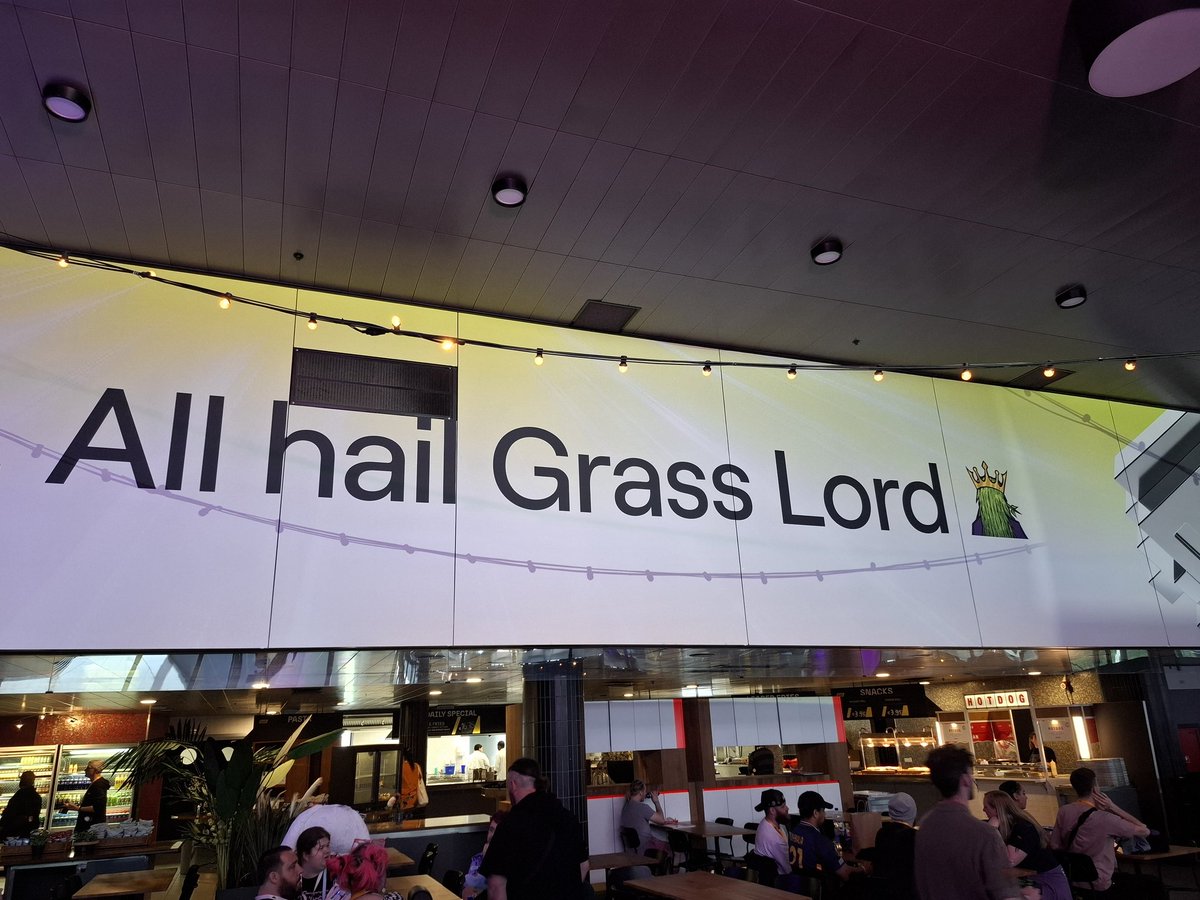 All hail Grass Lord
SNACKS
HOTDOG
DAILY SPECIAL